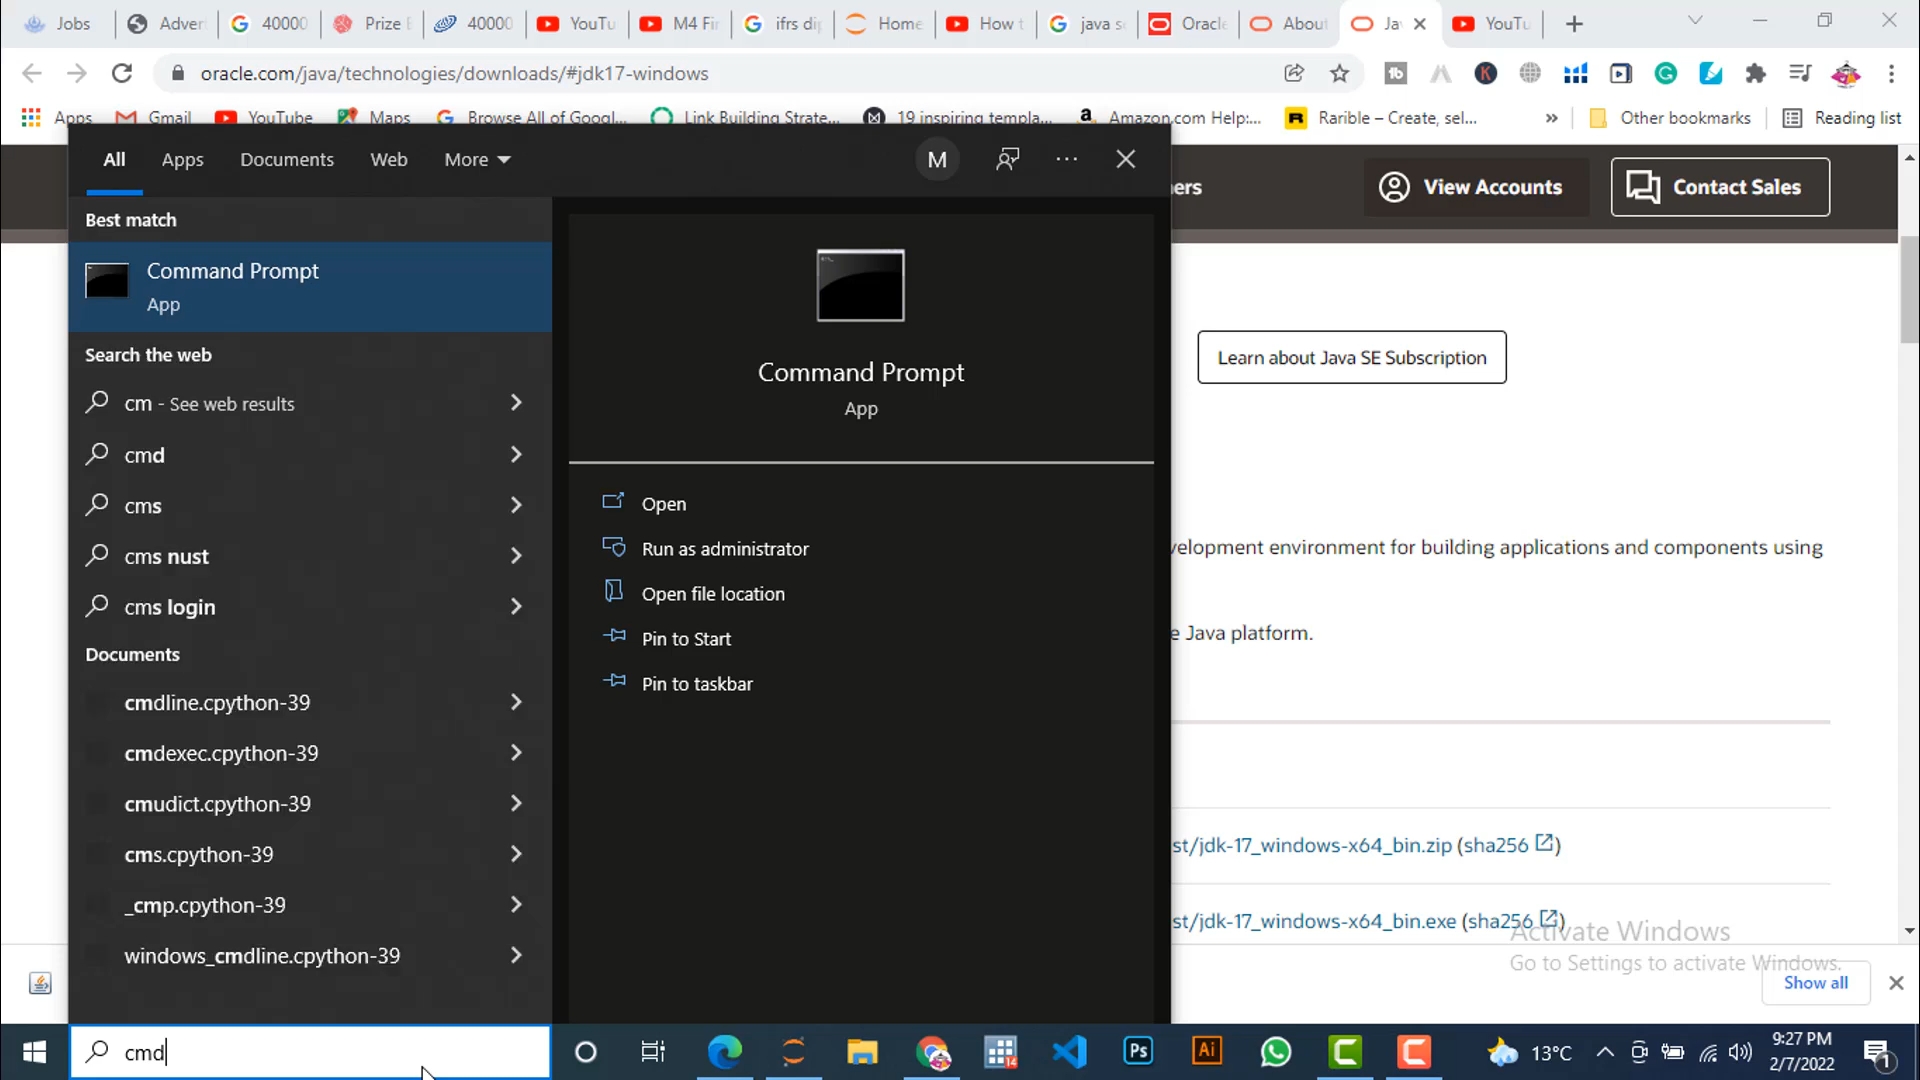 Jobs
Adver
40000
Prize E
40000
YouTu
M4 Fir
ifrs di
Home
How t
java s
Oracle
About
Ja
YouTu
oracle.com/java/technologies/downloads/#jdk17-windows
Apps
Gmail
YouTube
Maps
Browse All of Googl...
Link Building Strate...
19 inspiring templa...
Amazon.com Help:...
Rarible – Create, sel...
»
Other bookmarks
Reading list
All
Apps
Documents
Web
More
M
ers
View Accounts
Contact Sales
Best match
Command Prompt
App
Search the web
cm - See web results
cmd
cms
cms nust
cms login
Documents
cmdline.cpython-39
cmdexec.cpython-39
cmudict.cpython-39
cms.cpython-39
_cmp.cpython-39
windows_cmdline.cpython-39
Command Prompt
App
Open
Run as administrator
Open file location
Pin to Start
Pin to taskbar
Learn about Java SE Subscription
velopment environment for building applications and components using
e Java platform.
st/jdk-17_windows-x64_bin.zip (sha256)
st/jdk-17_windows-x64_bin.exe (sha256)
Activate Windows
Go to Settings to activate Windows.
Show all
cmd
14
Ps
Ai
13°C
9:27 PM
2/7/2022
1